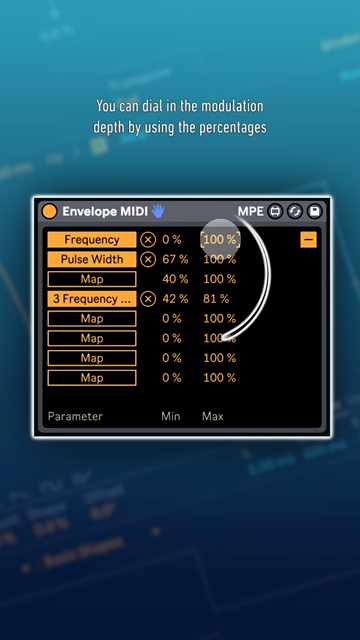 You can dial in the modulation
depth by using the percentages
Envelope MIDI MPE
Frequency 0 % 100 %
Pulse Width 67 % 100 %
Map 40 % 100 %
3 Frequency ... 42 % 81 %
Map 0 % 100 %
Map 0 % 100 %
Map 0 % 100 %
Map 0 % 100 %
Parameter Min Max
Basic Shapes